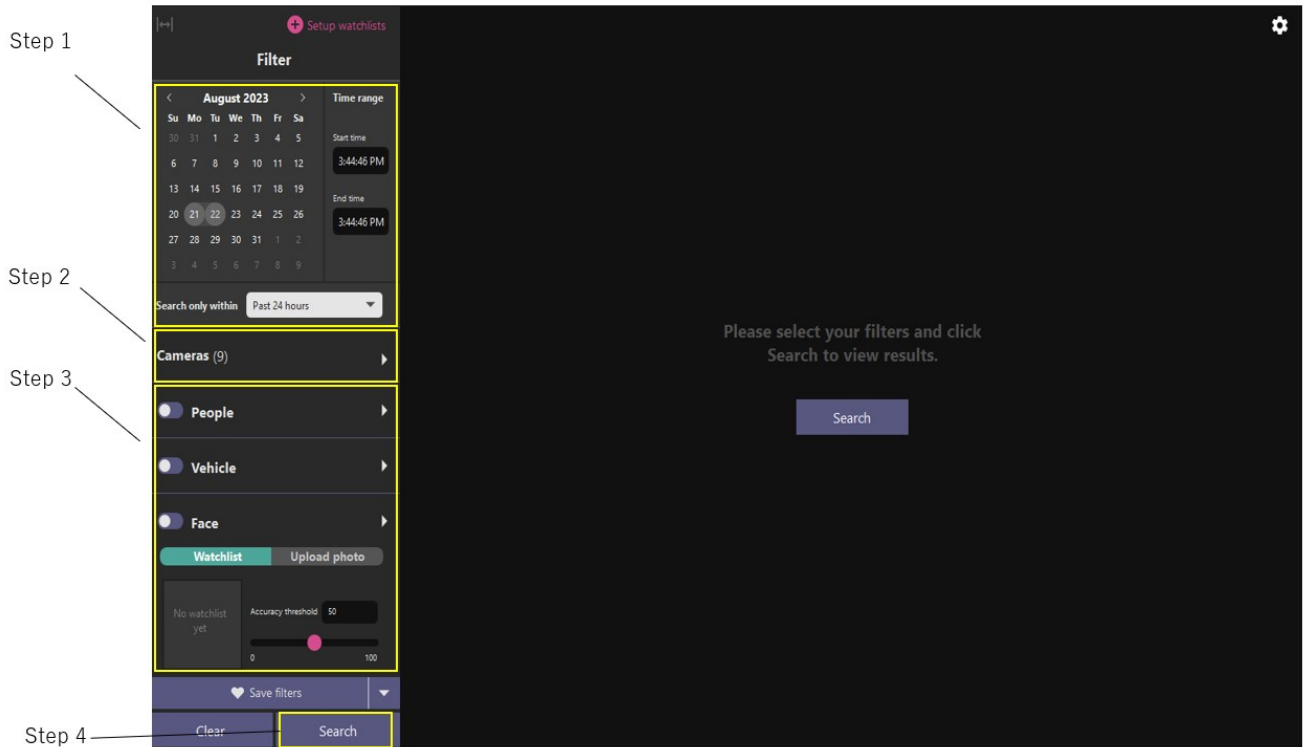 Step 1
Step 2
Step 3
Step 4
Setup watchlists
Filter
August 2023
Su Mo Tu We Th Fr Sa
30 31 1 2 3 4 5
6 7 8 9 10 11 12
13 14 15 16 17 18 19
20 21 22 23 24 25 26
27 28 29 30 31 1 2
3 4 5 6 7 8 9
Time range
Start time
3:44:46 PM
End time
3:44:46 PM
Search only within Past 24 hours
Cameras (9)
People
Vehicle
Face
Watchlist Upload photo
No watchlist
yet
Accuracy threshold 50
0 100
Save filters
Clear Search
Please select your filters and click
Search to view results.
Search